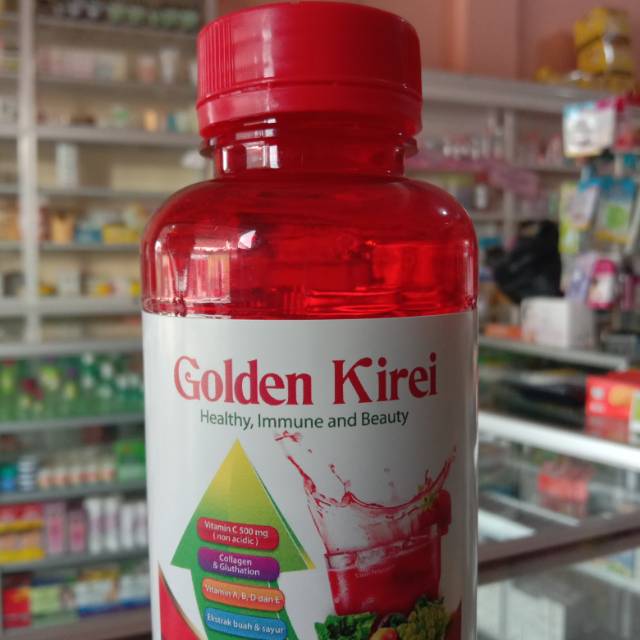 Golden Kirei
Healthy, Immune and Beauty
Vitamin C 500 mg
( non acidic )
Collagen
& Gluthation
Vitamin A, B, D dan E
Ekstrak buah & sayur